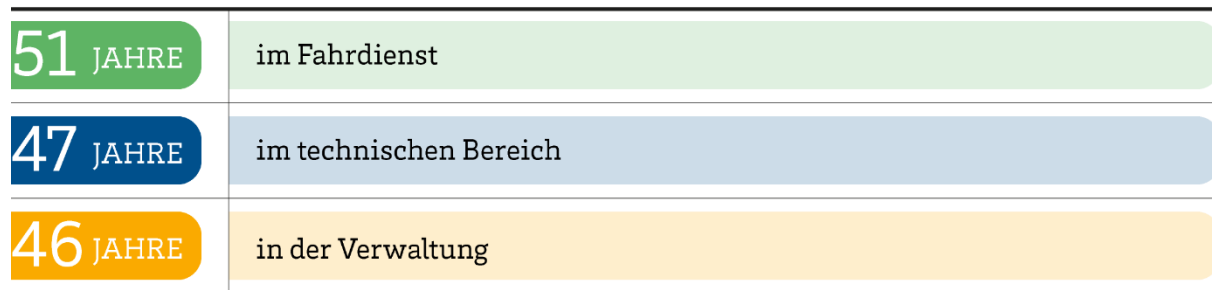 51 JAHRE im Fahrdienst
47 JAHRE im technischen Bereich
46 JAHRE in der Verwaltung